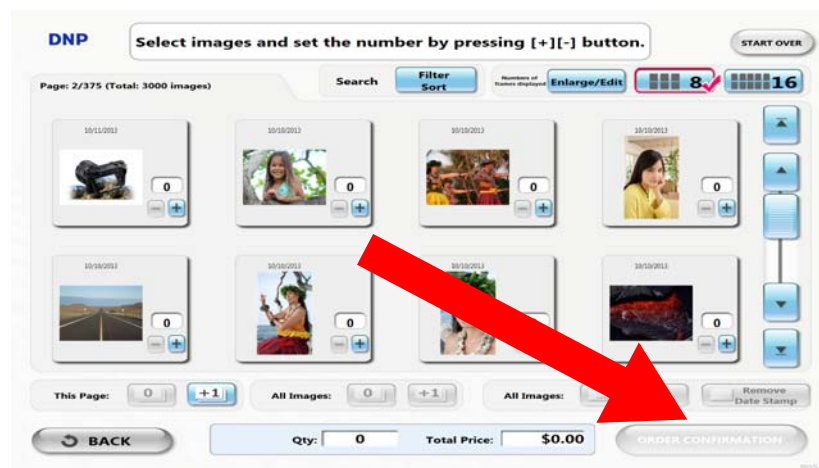 DNP
Select images and set the number by pressing [+][-] button.
START OVER
Page: 2/375 (Total: 3000 images)
Search
Filter
Sort
Numbers of
frames displayed
Enlarge/Edit
8
16
10/11/2013
10/10/2013
10/10/2013
10/10/2013
0
0
0
0
10/10/2013
10/10/2013
10/10/2013
10/10/2013
0
0
0
This Page:
0
+1
All Images:
0
+1
All Images:
Remove
Date Stamp
BACK
Qty:
0
Total Price:
$0.00
ORDER CONFIRMATION